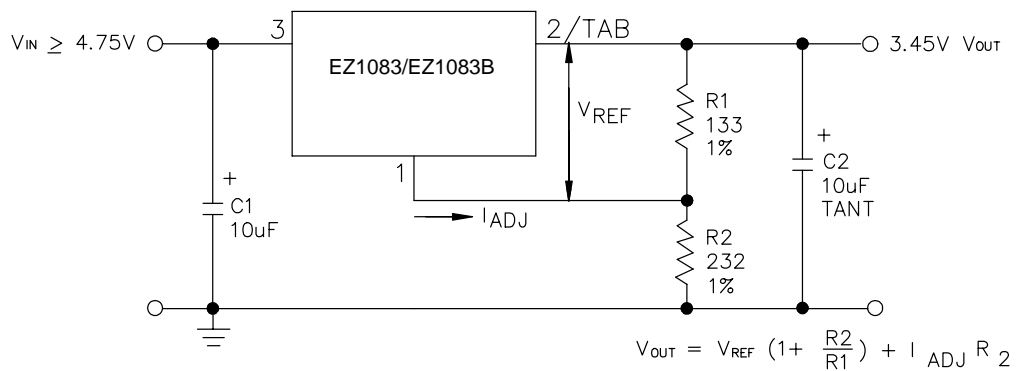 VIN ≥ 4.75V
3
2/TAB
3.45V VOUT
EZ1083/EZ1083B
VREF
R1
133
1%
1
IADJ
+
C1
10uF
+
C2
10uF
TANT
R2
232
1%
VOUT = VREF (1+ R2/R1) + I ADJ R 2